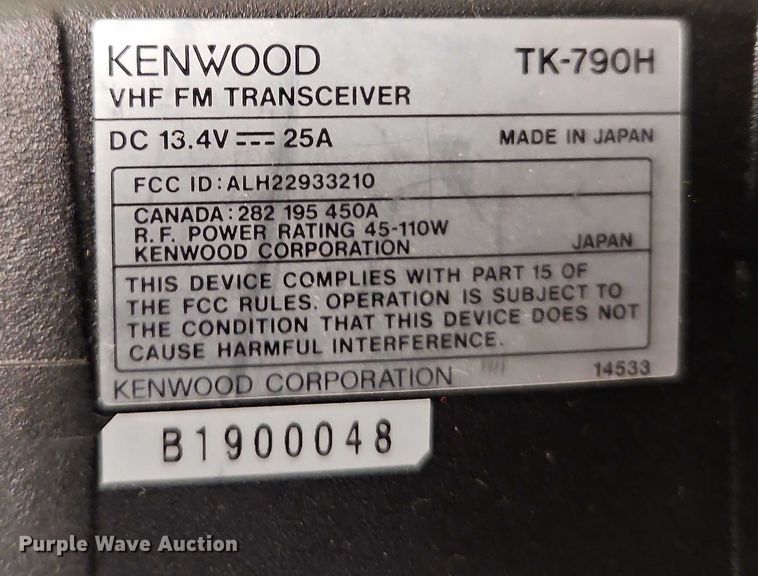 KENWOOD TK-790H
VHF FM TRANSCEIVER
DC 13.4V ⎓ 25A MADE IN JAPAN
FCC ID: ALH22933210
CANADA: 282 195 450A
R.F. POWER RATING 45-110W
KENWOOD CORPORATION JAPAN
THIS DEVICE COMPLIES WITH PART 15 OF
THE FCC RULES. OPERATION IS SUBJECT TO
THE CONDITION THAT THIS DEVICE DOES NOT
CAUSE HARMFUL INTERFERENCE.
KENWOOD CORPORATION 14533
B1900048
Purple Wave Auction